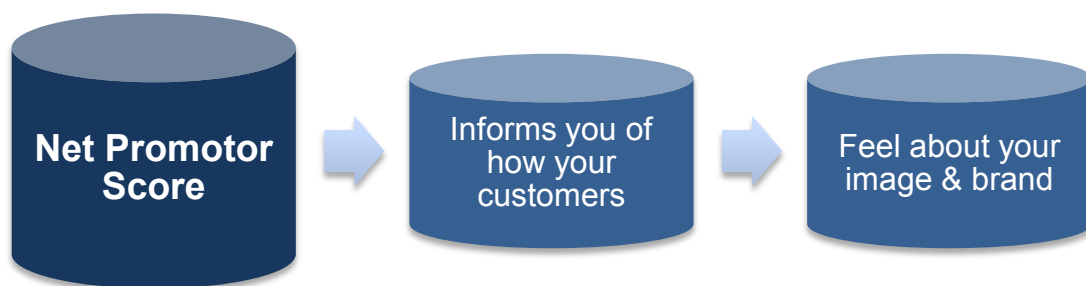 Net Promotor
Score
Informs you of
how your
customers
Feel about your
image & brand